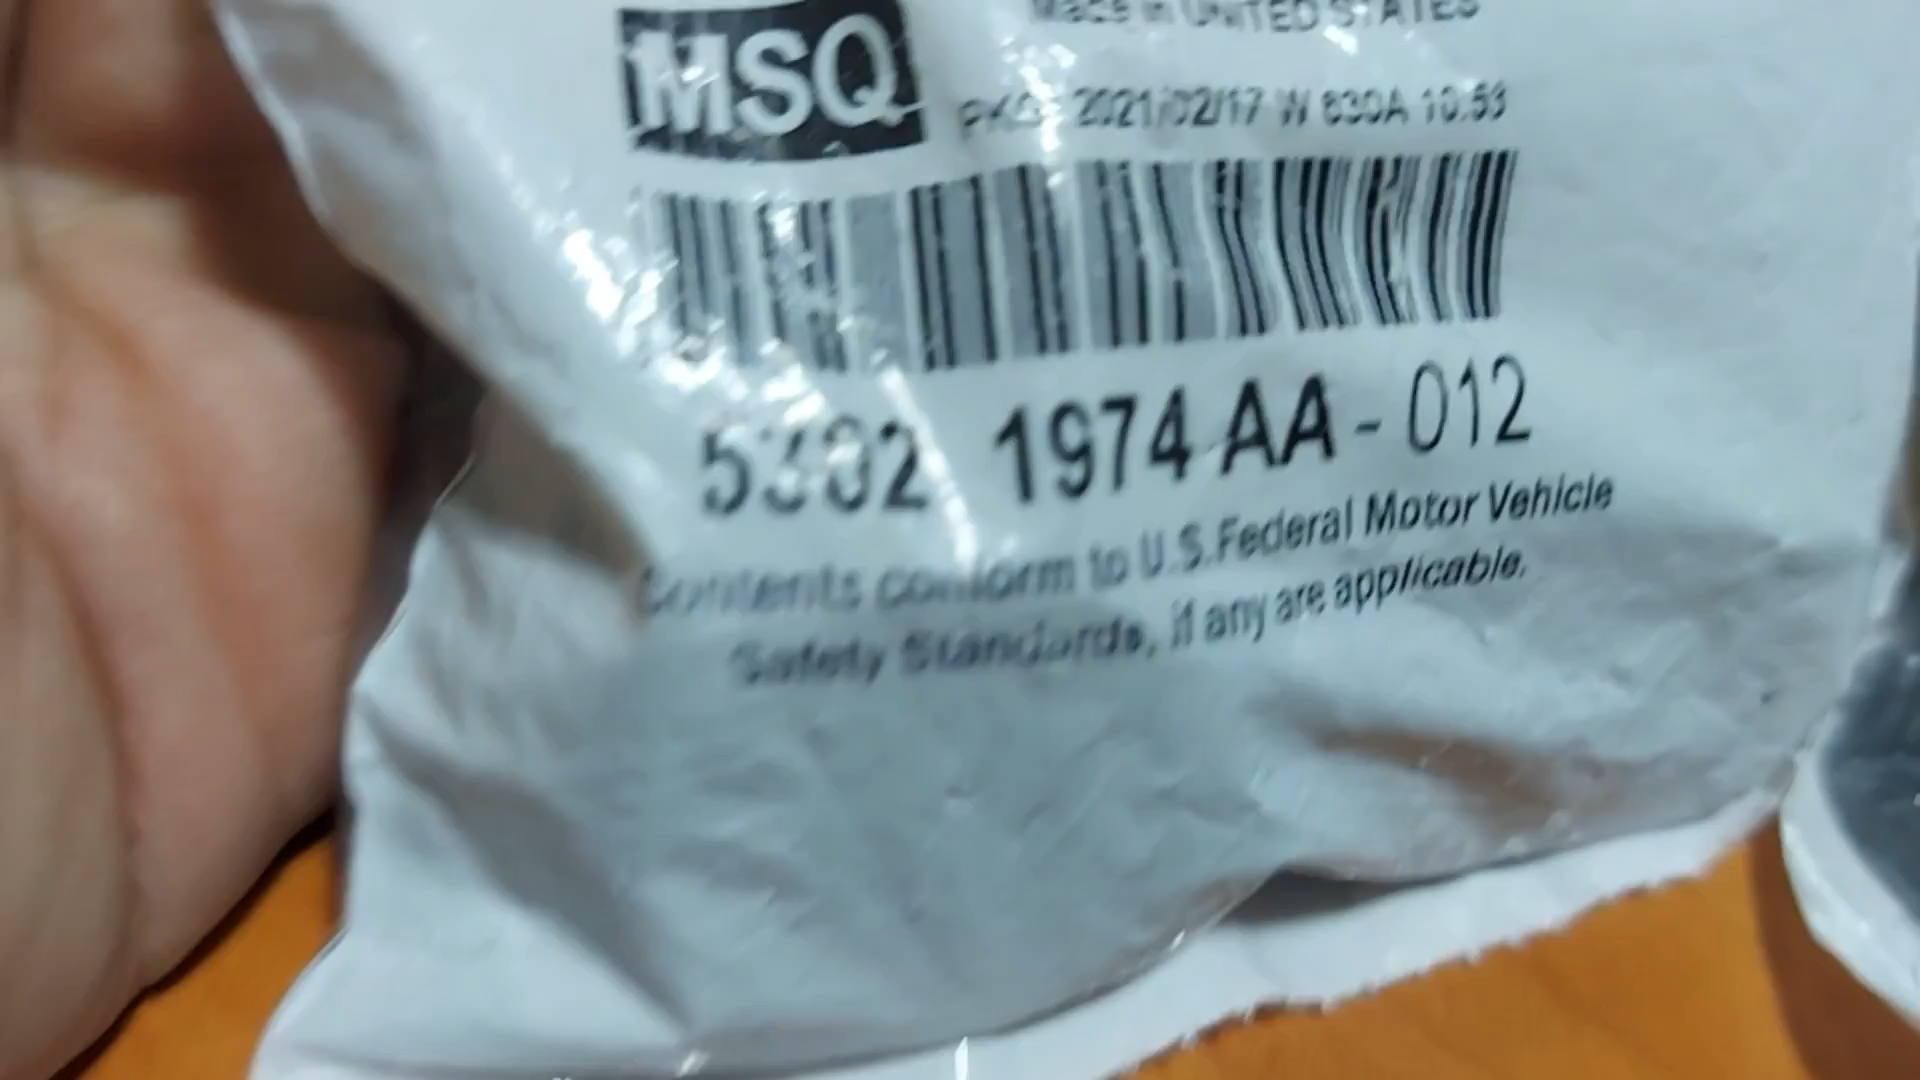 Made in UNITED STATES
MSQ
PKG: 2021/02/17 W 630A 10:53
5302 1974 AA - 012
Contents conform to U.S.Federal Motor Vehicle
Safety Standards, if any are applicable.